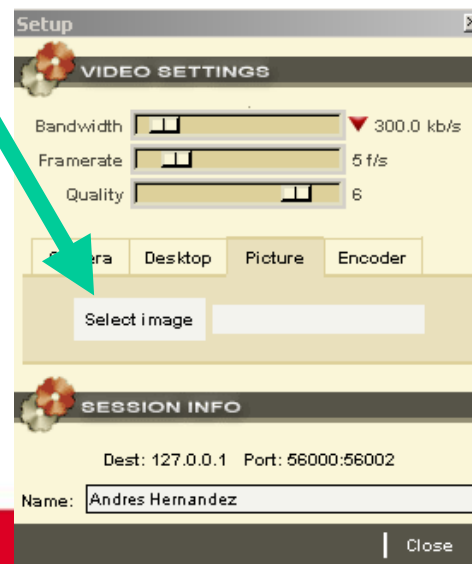 Setup
VIDEO SETTINGS
Bandwidth 300.0 kb/s
Framerate 5 f/s
Quality 6
Desktop Picture Encoder
Select image
SESSION INFO
Dest: 127.0.0.1 Port: 56000:56002
Name: Andres Hernandez
Close